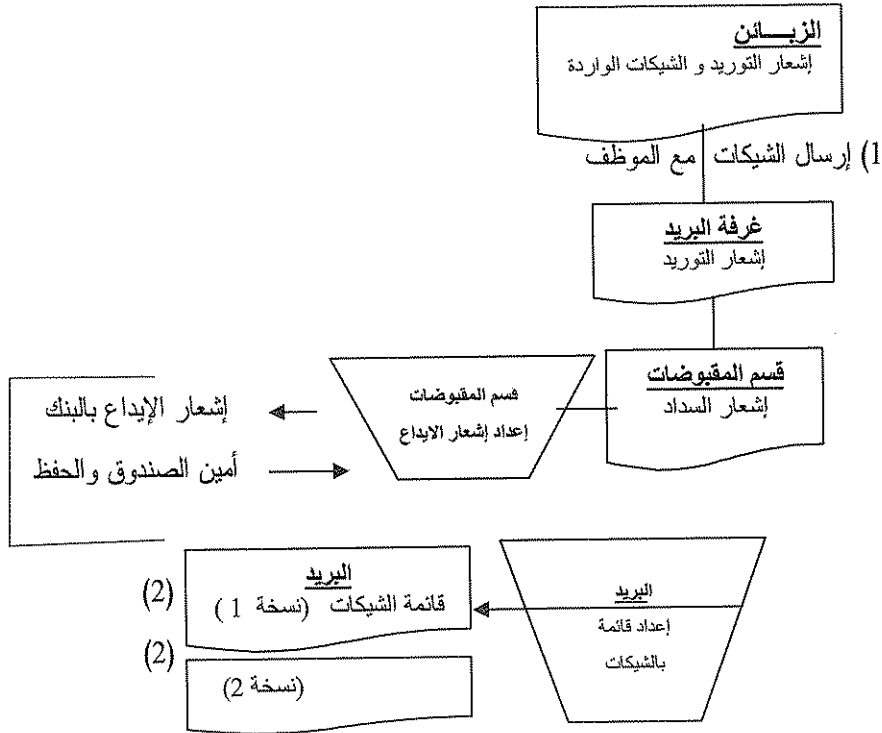 الزبـــائن
إشعار التوريد و الشيكات الواردة
1) إرسال الشيكات مع الموظف
غرفة البريد
إشعار التوريد
قسم المقبوضات
إشعار السداد
قسم المقبوضات
إعداد إشعار الايداع
إشعار الإيداع بالبنك
أمين الصندوق والحفظ
البريد
إعداد قائمة
بالشيكات
البريد
قائمة الشيكات (نسخة 1 )
(2)
(نسخة 2)
(2)